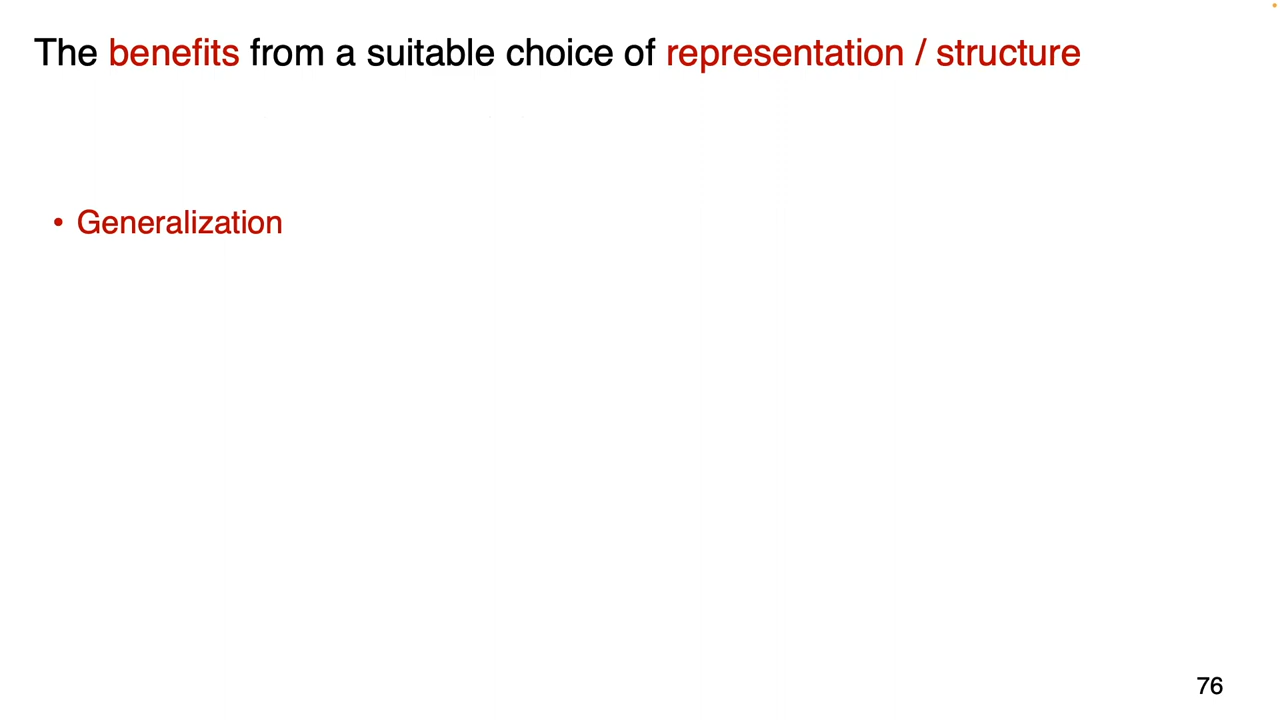 The benefits from a suitable choice of representation / structure
• Generalization
76